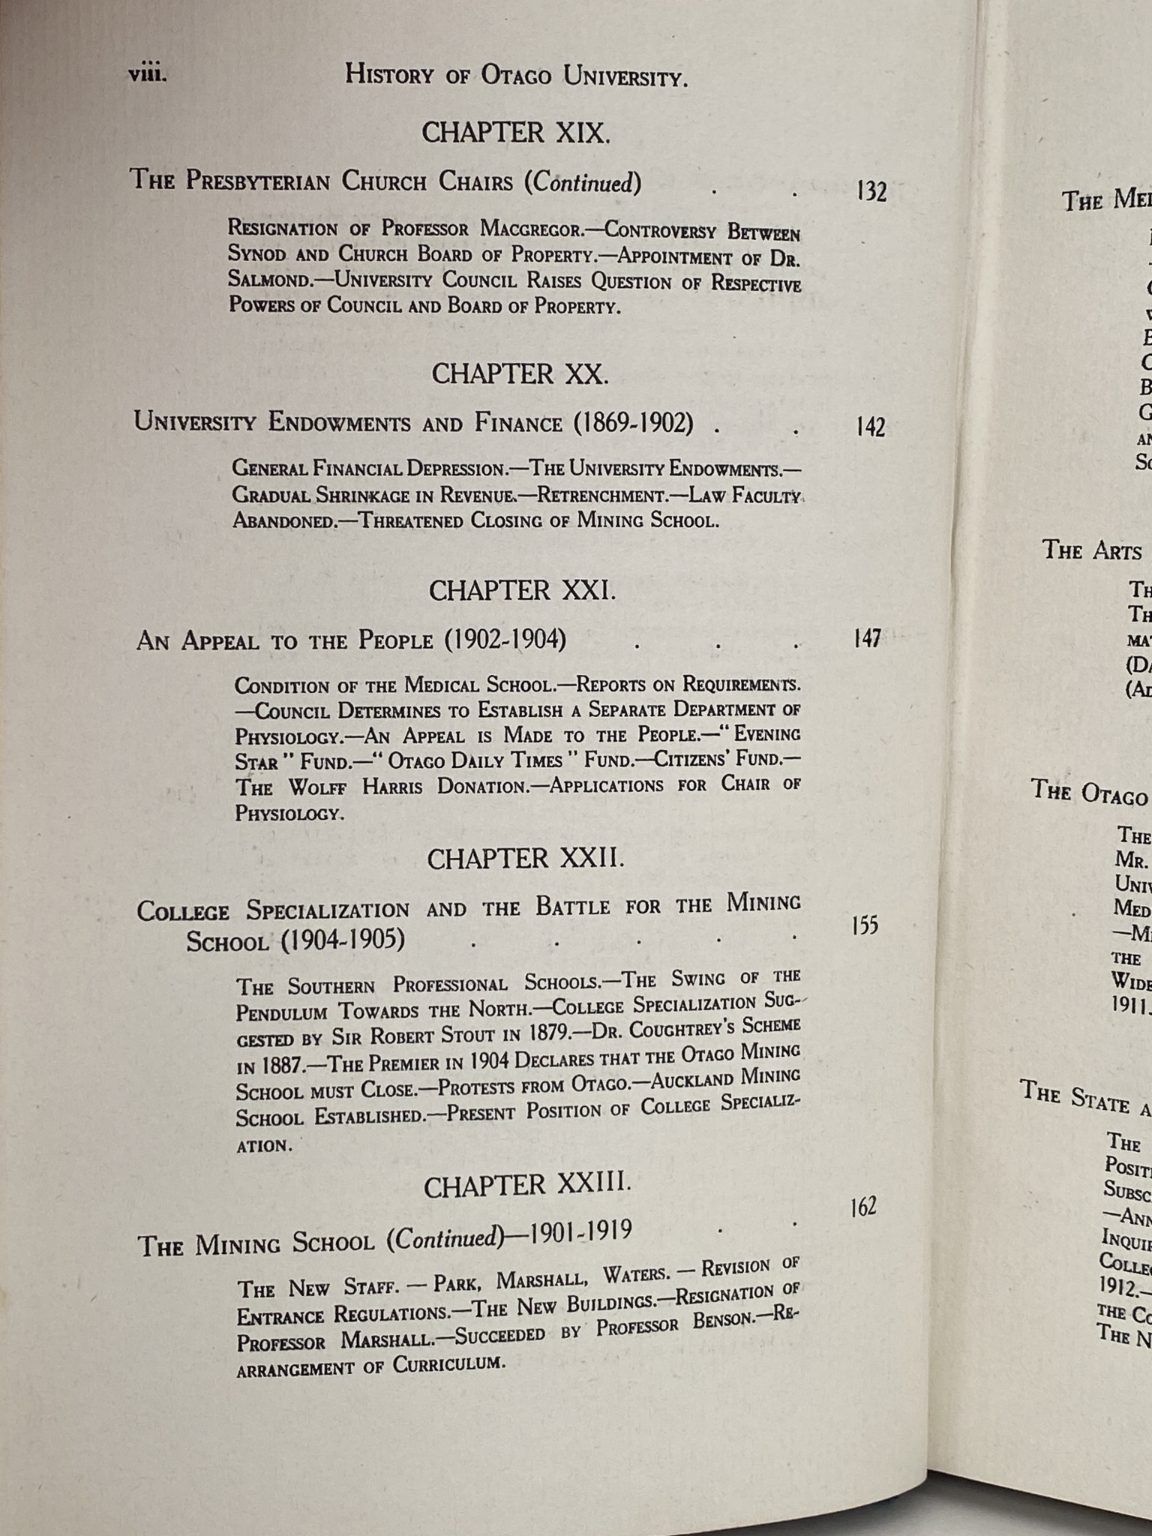 viii. History of Otago University.
CHAPTER XIX.
The Presbyterian Church Chairs (Continued) . . 132
Resignation of Professor Macgregor.—Controversy Between
Synod and Church Board of Property.—Appointment of Dr.
Salmond.—University Council Raises Question of Respective
Powers of Council and Board of Property.
CHAPTER XX.
University Endowments and Finance (1869-1902) . . 142
General Financial Depression.—The University Endowments.—
Gradual Shrinkage in Revenue.—Retrenchment.—Law Faculty
Abandoned.—Threatened Closing of Mining School.
CHAPTER XXI.
An Appeal to the People (1902-1904) . . . 147
Condition of the Medical School.—Reports on Requirements.
—Council Determines to Establish a Separate Department of
Physiology.—An Appeal is Made to the People.—“Evening
Star” Fund.—“Otago Daily Times” Fund.—Citizens’ Fund.—
The Wolff Harris Donation.—Applications for Chair of
Physiology.
CHAPTER XXII.
College Specialization and the Battle for the Mining
School (1904-1905) . . . . . 155
The Southern Professional Schools.—The Swing of the
Pendulum Towards the North.—College Specialization Sug-
gested by Sir Robert Stout in 1879.—Dr. Coughtrey’s Scheme
in 1887.—The Premier in 1904 Declares that the Otago Mining
School must Close.—Protests from Otago.—Auckland Mining
School Established.—Present Position of College Specializ-
ation.
CHAPTER XXIII.
The Mining School (Continued)—1901-1919 . . 162
The New Staff. — Park, Marshall, Waters. — Revision of
Entrance Regulations.—The New Buildings.—Resignation of
Professor Marshall.—Succeeded by Professor Benson.—Re-
arrangement of Curriculum.
The
The Arts
The Otago
The
Mr.
the
1911.
The State
The
1912.—
the
The